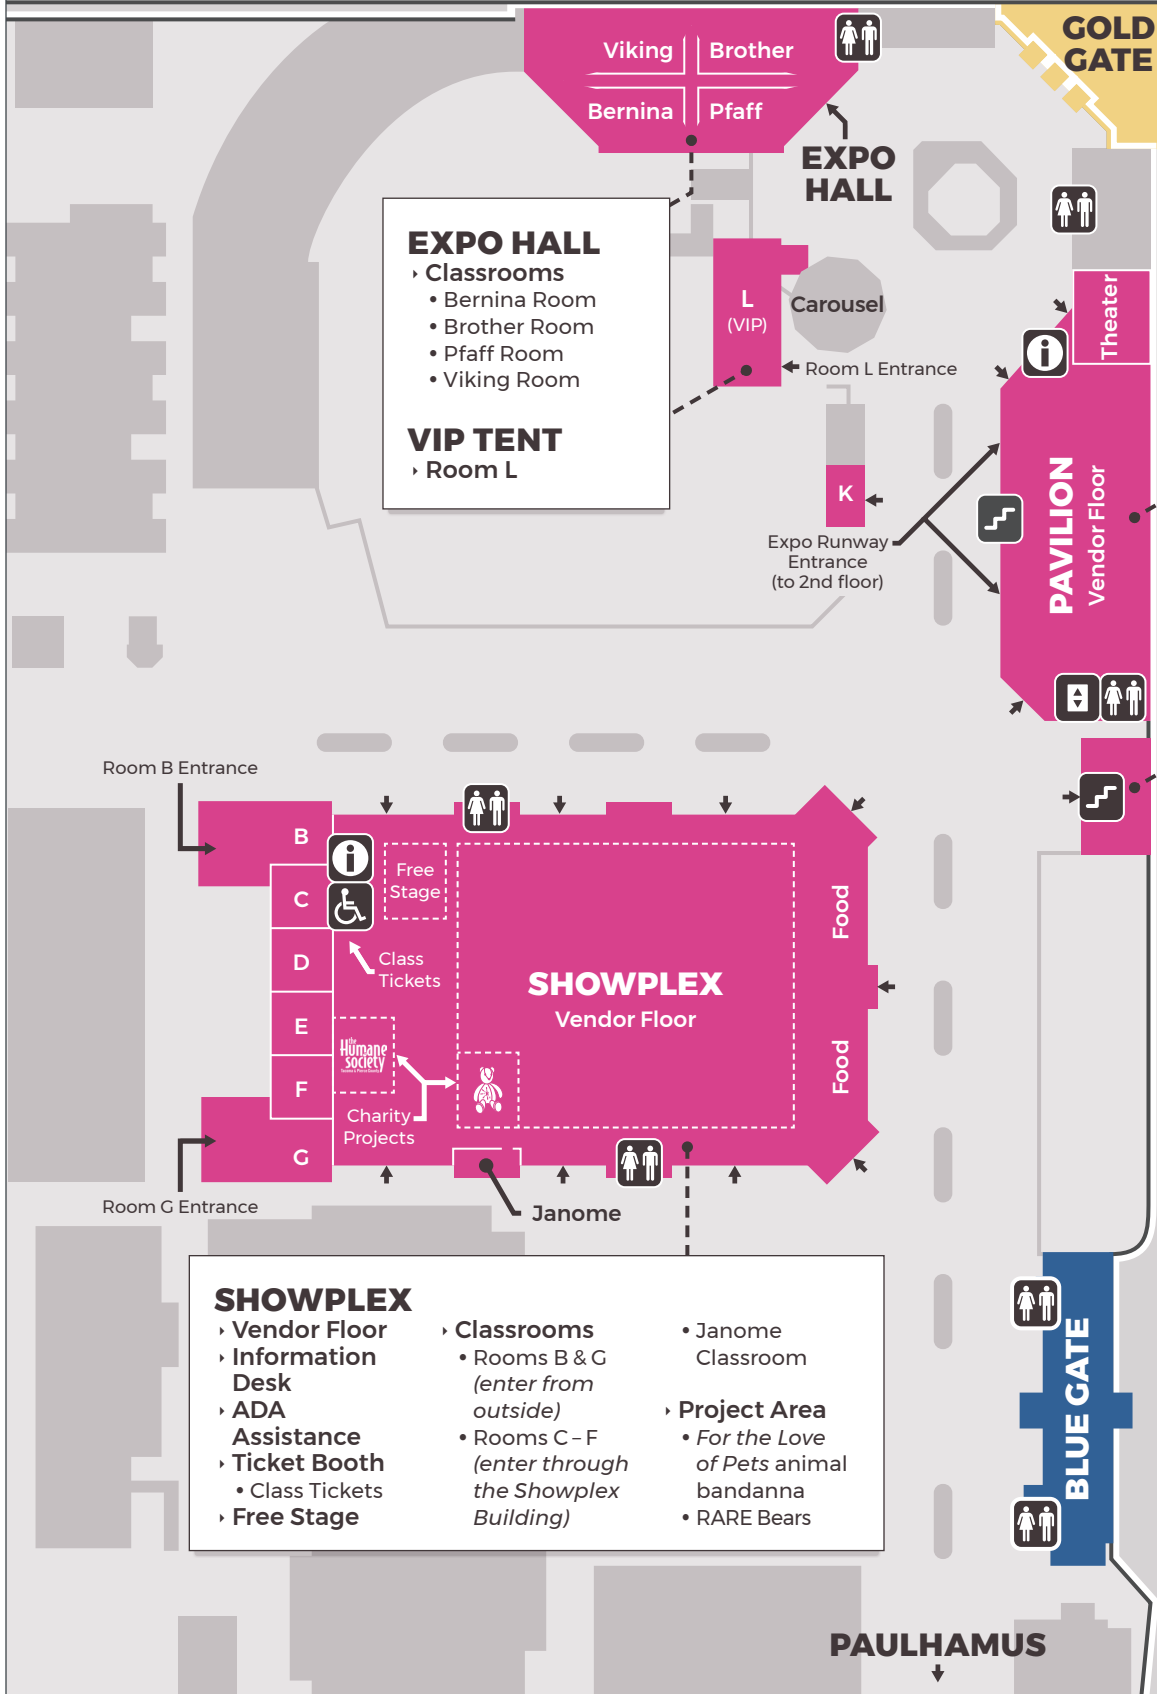 GOLD
GATE
Viking
Brother
Bernina
Pfaff
EXPO
HALL
EXPO HALL
Classrooms
• Bernina Room
• Brother Room
• Pfaff Room
• Viking Room
VIP TENT
Room L
L
(VIP)
Carousel
Room L Entrance
Theater
K
Expo Runway
Entrance
(to 2nd floor)
PAVILION
Vendor Floor
Room B Entrance
B
C
D
E
F
G
Free
Stage
Class
Tickets
SHOWPLEX
Vendor Floor
Food
Food
the
Humane
society
Charity
Projects
Room G Entrance
Janome
SHOWPLEX
Vendor Floor
Information
Desk
ADA
Assistance
Ticket Booth
• Class Tickets
Free Stage
Classrooms
• Rooms B & G
(enter from
outside)
• Rooms C – F
(enter through
the Showplex
Building)
• Janome
Classroom
Project Area
• For the Love
of Pets animal
bandanna
• RARE Bears
BLUE GATE
PAULHAMUS